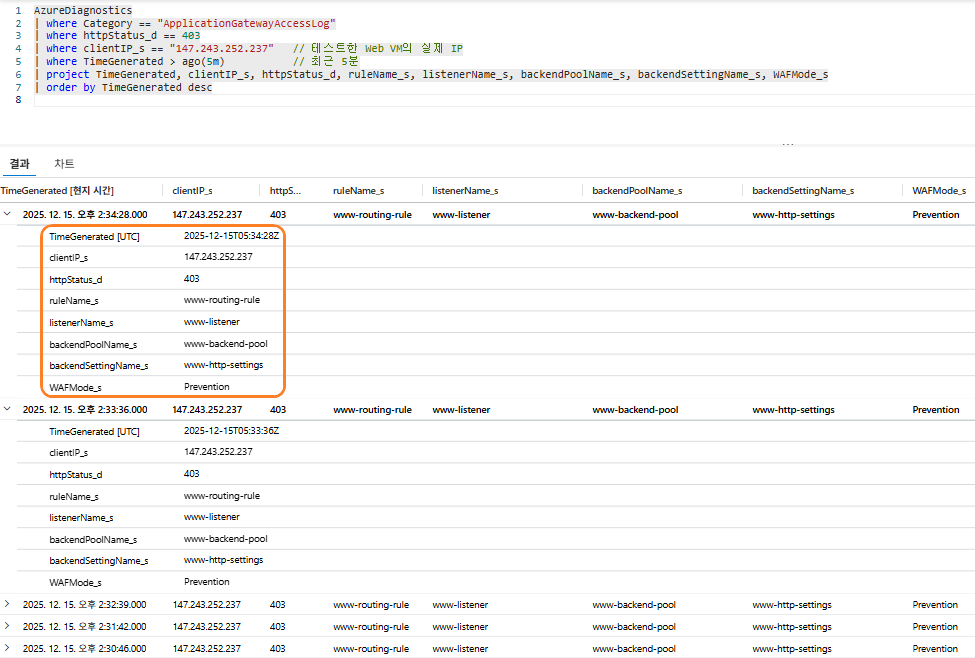 1 AzureDiagnostics
2 | where Category == "ApplicationGatewayAccessLog"
3 | where httpStatus_d == 403
4 | where clientIP_s == "147.243.252.237" // 테스트한 Web VM의 실제 IP
5 | where TimeGenerated > ago(5m) // 최근 5분
6 | project TimeGenerated, clientIP_s, httpStatus_d, ruleName_s, listenerName_s, backendPoolName_s, backendSettingName_s, WAFMode_s
7 | order by TimeGenerated desc
8
...
결과 차트
TimeGenerated [현지 시간] clientIP_s httpS... ruleName_s listenerName_s backendPoolName_s backendSettingName_s WAFMode_s
2025. 12. 15. 오후 2:34:28.000 147.243.252.237 403 www-routing-rule www-listener www-backend-pool www-http-settings Prevention
TimeGenerated [UTC] 2025-12-15T05:34:28Z
clientIP_s 147.243.252.237
httpStatus_d 403
ruleName_s www-routing-rule
listenerName_s www-listener
backendPoolName_s www-backend-pool
backendSettingName_s www-http-settings
WAFMode_s Prevention
2025. 12. 15. 오후 2:33:36.000 147.243.252.237 403 www-routing-rule www-listener www-backend-pool www-http-settings Prevention
TimeGenerated [UTC] 2025-12-15T05:33:36Z
clientIP_s 147.243.252.237
httpStatus_d 403
ruleName_s www-routing-rule
listenerName_s www-listener
backendPoolName_s www-backend-pool
backendSettingName_s www-http-settings
WAFMode_s Prevention
2025. 12. 15. 오후 2:32:39.000 147.243.252.237 403 www-routing-rule www-listener www-backend-pool www-http-settings Prevention
2025. 12. 15. 오후 2:31:42.000 147.243.252.237 403 www-routing-rule www-listener www-backend-pool www-http-settings Prevention
2025. 12. 15. 오후 2:30:46.000 147.243.252.237 403 www-routing-rule www-listener www-backend-pool www-http-settings Prevention